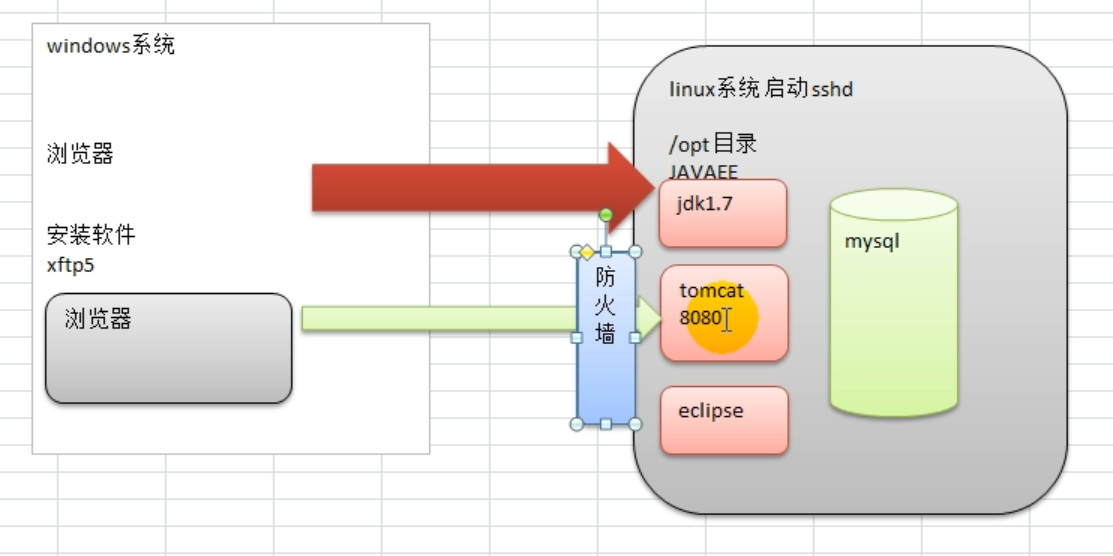 windows系统
浏览器
安装软件
xftp5
浏览器
防
火
墙
linux系统 启动sshd
/opt目录
JAVAEE
jdk1.7
tomcat
8080
eclipse
mysql